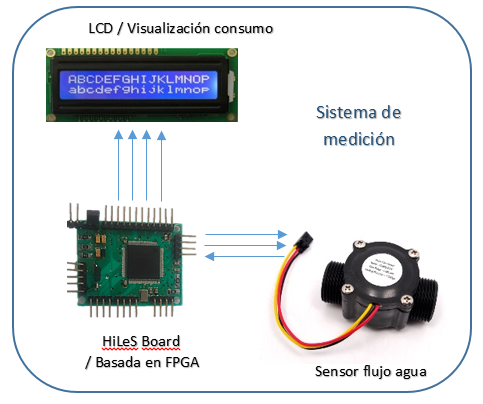 LCD / Visualización consumo
ABCDEFGHIJKLMNOP
abcdefghijklmnop
Sistema de
medición
HiLeS Board
/ Basada en FPGA
Sensor flujo agua